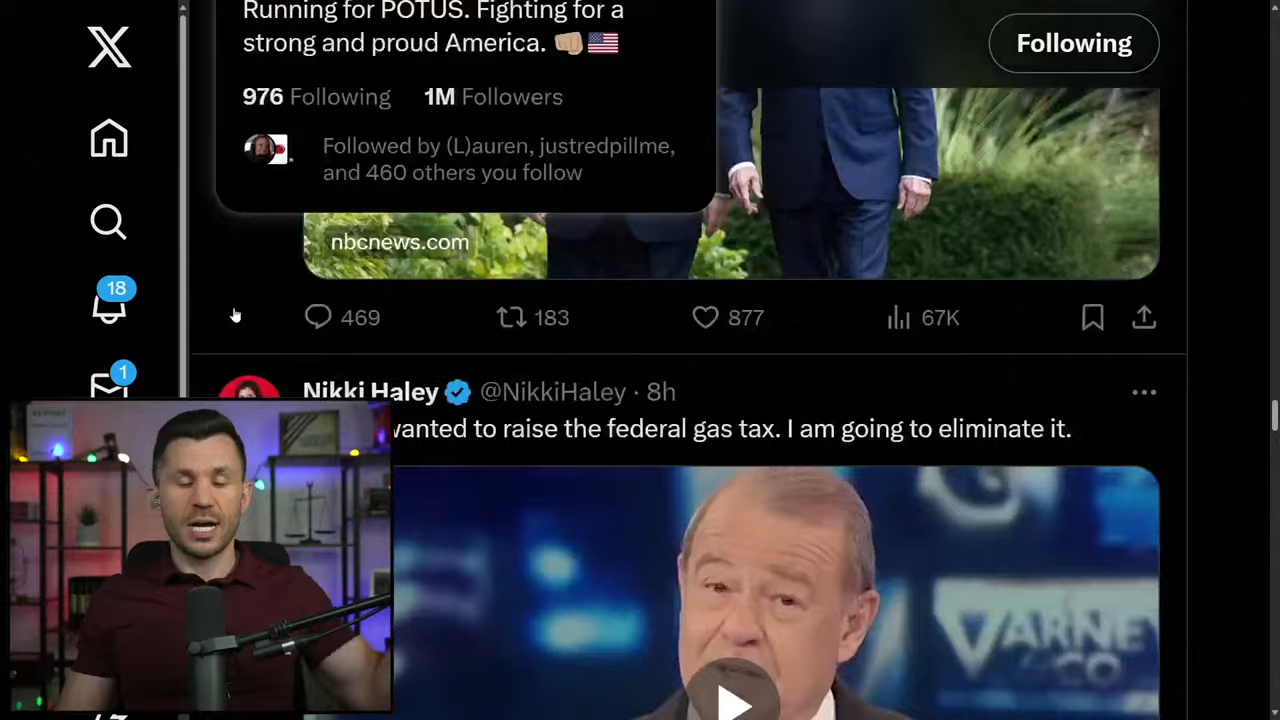 Running for POTUS. Fighting for a
strong and proud America. 👊🏼🇺🇸
Following
976 Following 1M Followers
Followed by (L)auren, justredpillme,
and 460 others you follow
nbcnews.com
18
469 183 877 67K
1
Nikki Haley @NikkiHaley · 8h
wanted to raise the federal gas tax. I am going to eliminate it.
VARNEY
CO